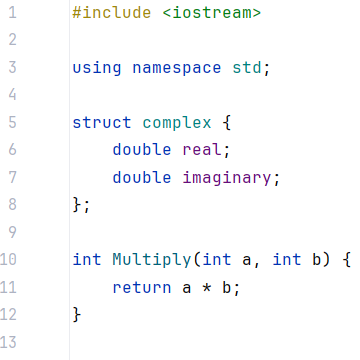 1 #include <iostream>
2
3 using namespace std;
4
5 struct complex {
6     double real;
7     double imaginary;
8 };
9
10 int Multiply(int a, int b) {
11     return a * b;
12 }
13